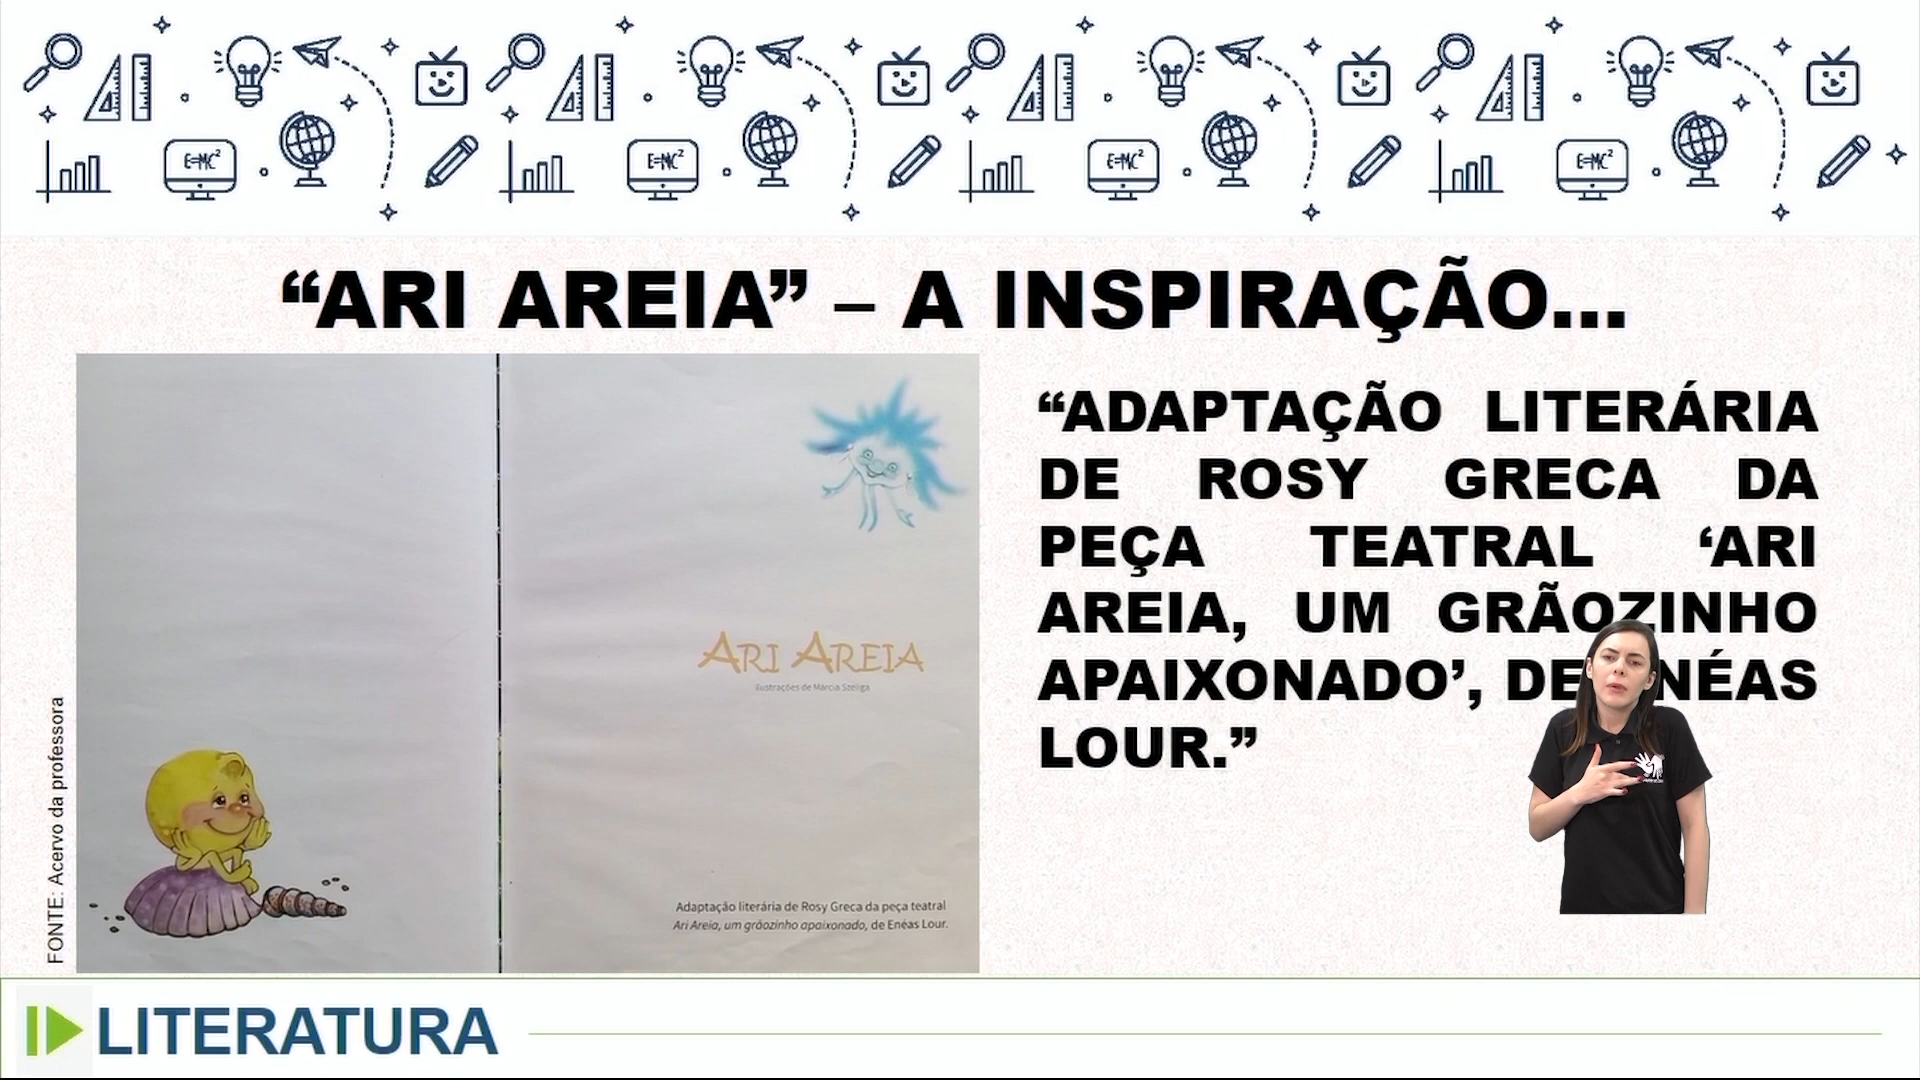 E=MC²
E=MC²
E=MC²
E=MC²
“ARI AREIA” – A INSPIRAÇÃO...
ARI AREIA
Ilustrações de Márcia Széliga
Adaptação literária de Rosy Greca da peça teatral
Ari Areia, um grãozinho apaixonado, de Enéas Lour.
FONTE: Acervo da professora
“ADAPTAÇÃO LITERÁRIA
DE ROSY GRECA DA
PEÇA TEATRAL ‘ARI
AREIA, UM GRÃOZINHO
APAIXONADO’, DE ENÉAS
LOUR.”
LITERATURA